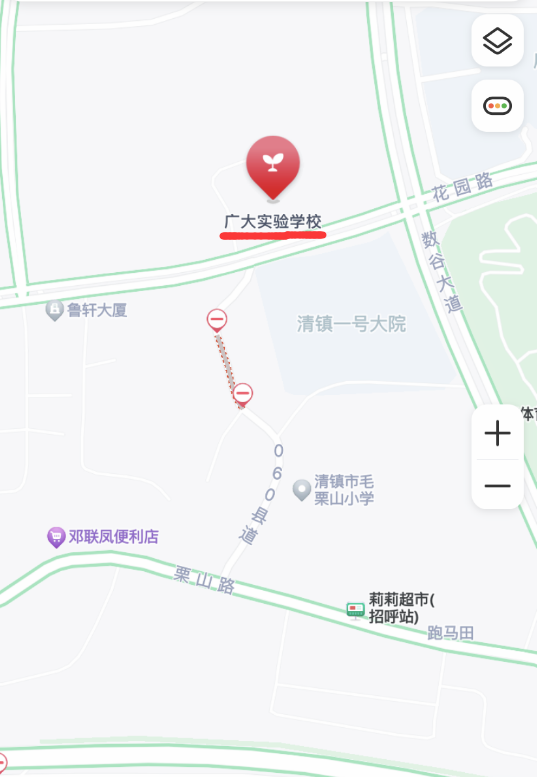 花园路
广大实验学校
数谷大道
鲁轩大厦
清镇一号大院
体育
060县道
清镇市毛
栗山小学
邓联凤便利店
栗山路
莉莉超市(
招呼站)
跑马田